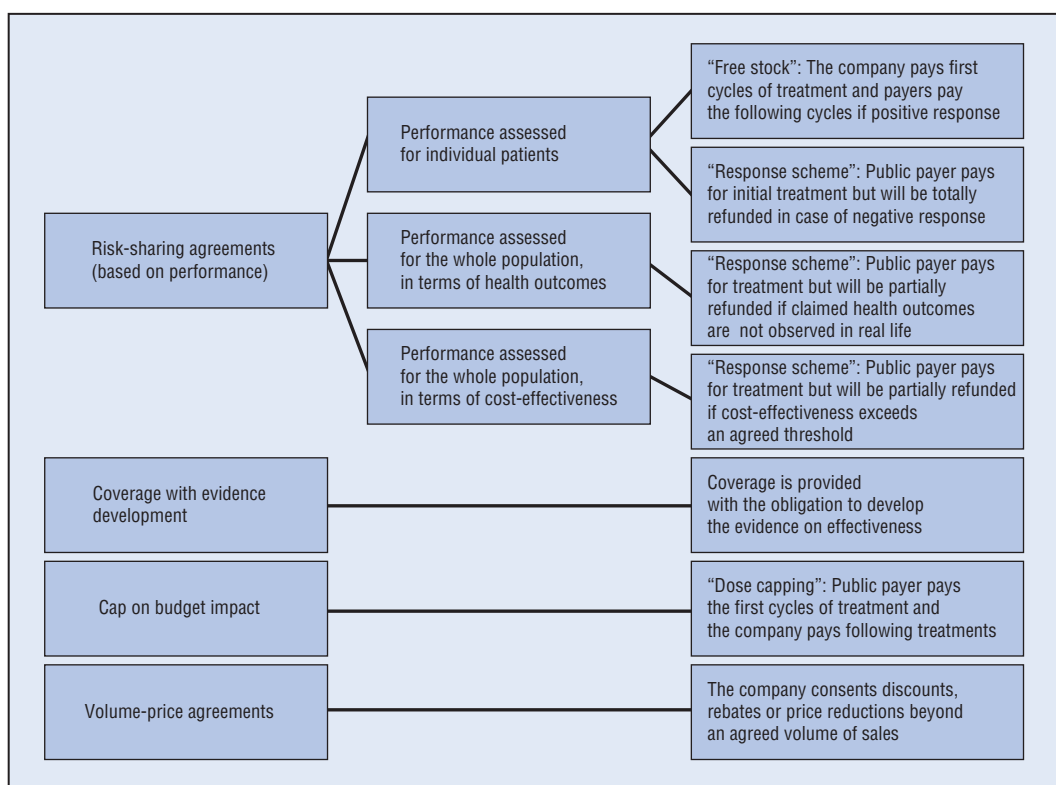 Risk-sharing agreements
(based on performance)
Performance assessed
for individual patients
“Free stock”: The company pays first
cycles of treatment and payers pay
the following cycles if positive response
“Response scheme”: Public payer pays
for initial treatment but will be totally
refunded in case of negative response
Performance assessed
for the whole population,
in terms of health outcomes
“Response scheme”: Public payer pays
for treatment but will be partially
refunded if claimed health outcomes
are not observed in real life
Performance assessed
for the whole population,
in terms of cost-effectiveness
“Response scheme”: Public payer pays
for treatment but will be partially refunded
if cost-effectiveness exceeds
an agreed threshold
Coverage with evidence
development
Coverage is provided
with the obligation to develop
the evidence on effectiveness
Cap on budget impact
“Dose capping”: Public payer pays
the first cycles of treatment and
the company pays following treatments
Volume-price agreements
The company consents discounts,
rebates or price reductions beyond
an agreed volume of sales